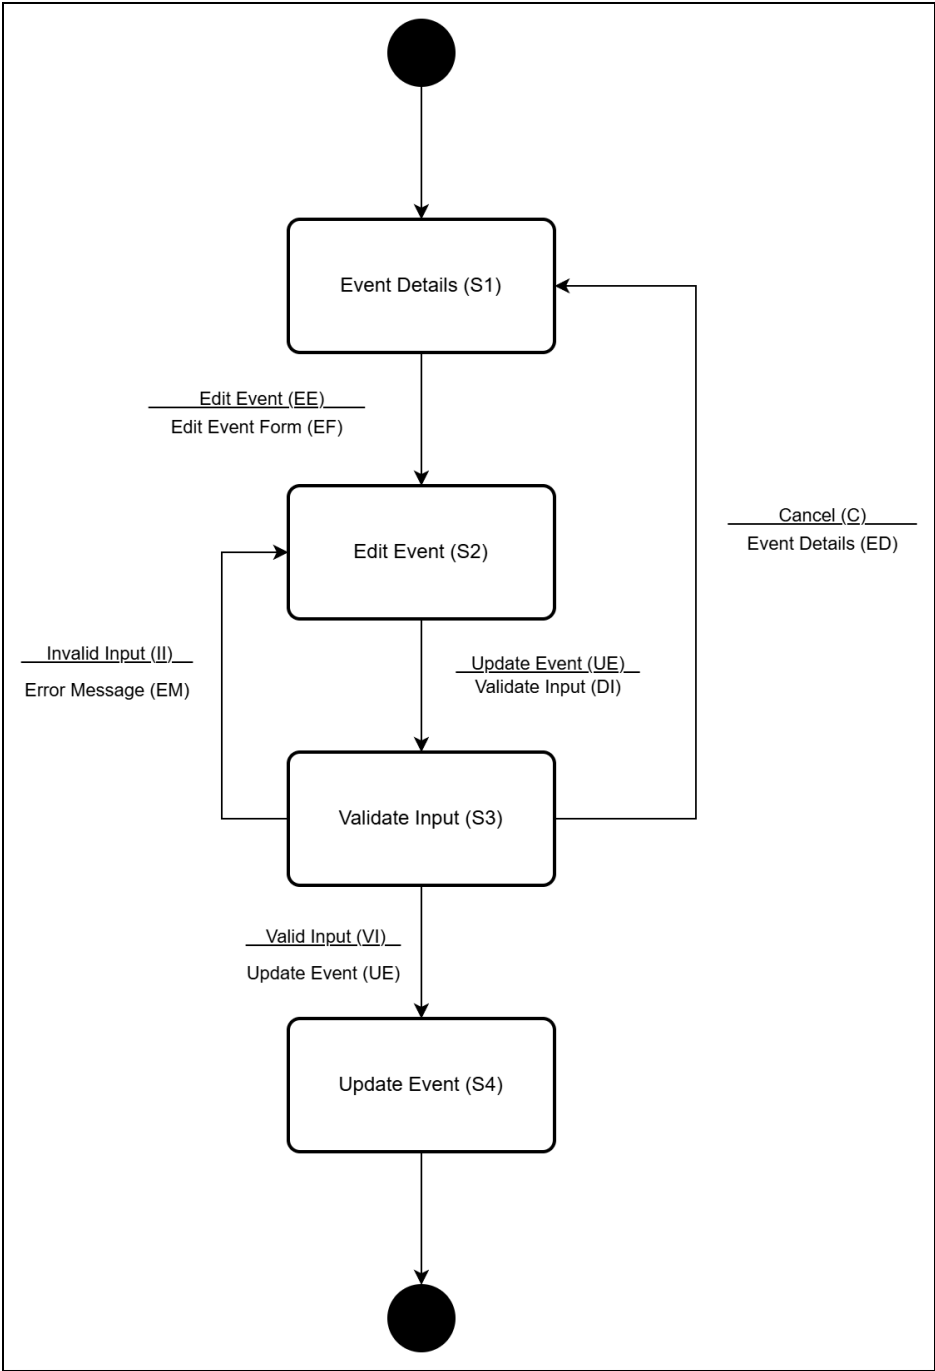 Event Details (S1)
Edit Event (EE)
Edit Event Form (EF)
Cancel (C)
Event Details (ED)
Edit Event (S2)
Invalid Input (II)
Error Message (EM)
Update Event (UE)
Validate Input (DI)
Validate Input (S3)
Valid Input (VI)
Update Event (UE)
Update Event (S4)